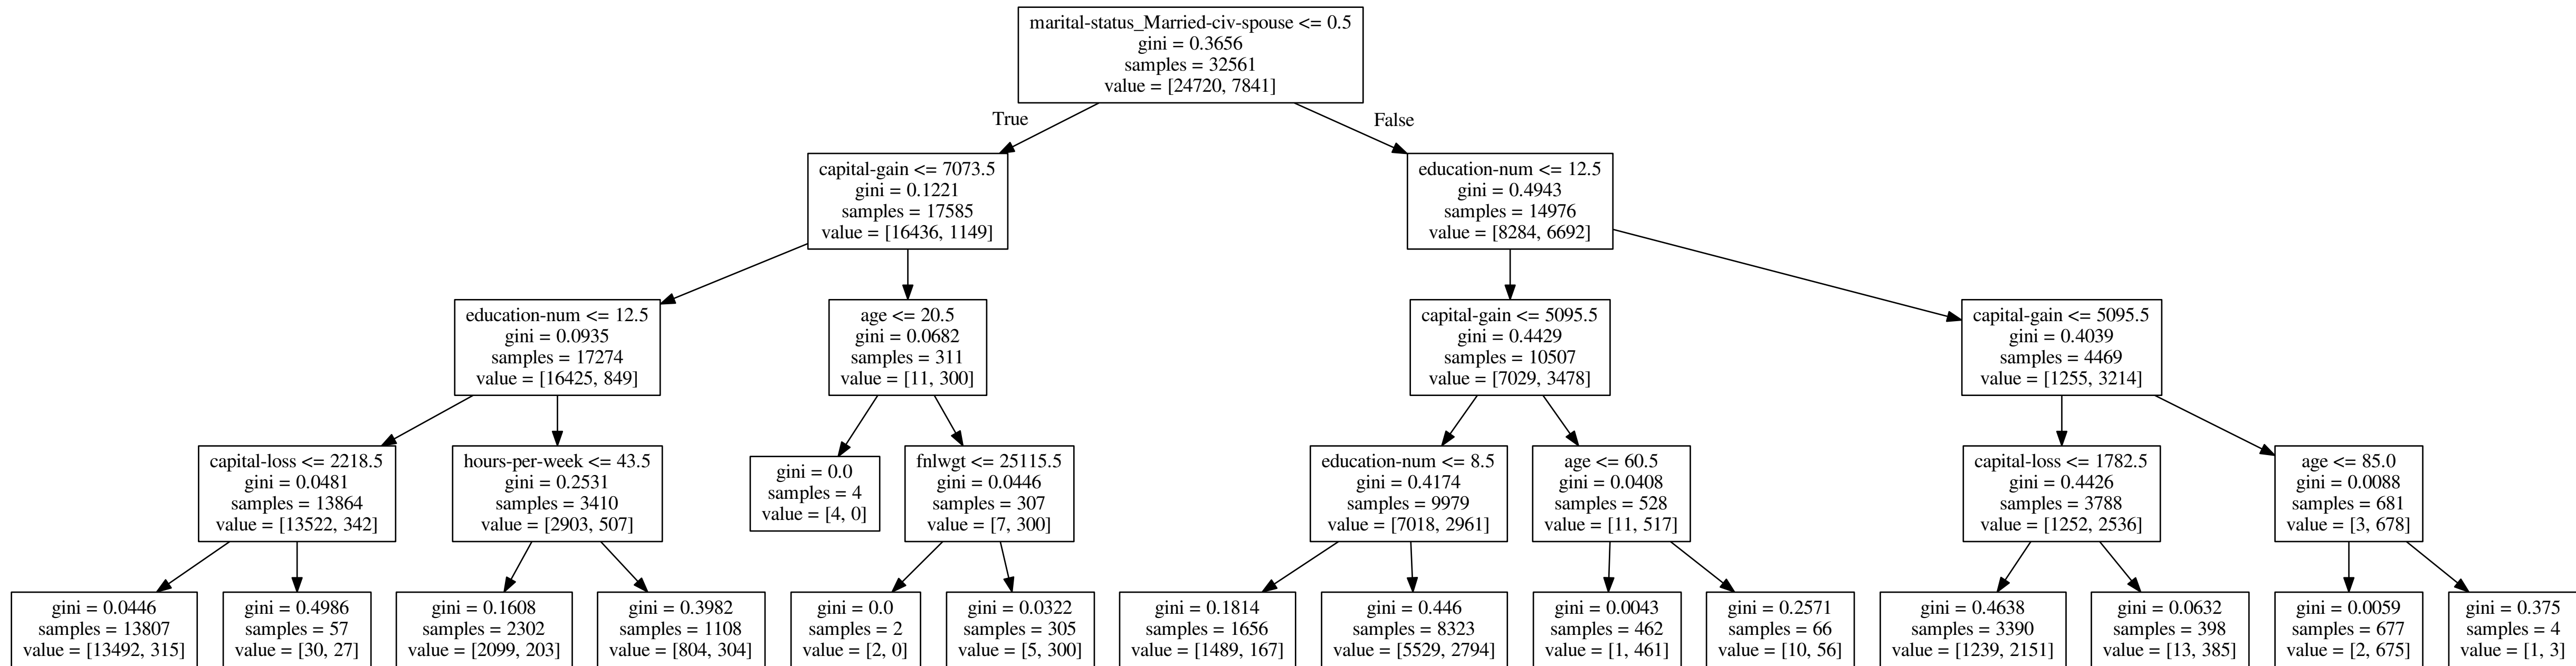 marital-status_Married-civ-spouse <= 0.5
gini = 0.3656
samples = 32561
value = [24720, 7841]
True
False
capital-gain <= 7073.5
gini = 0.1221
samples = 17585
value = [16436, 1149]
education-num <= 12.5
gini = 0.4943
samples = 14976
value = [8284, 6692]
education-num <= 12.5
gini = 0.0935
samples = 17274
value = [16425, 849]
age <= 20.5
gini = 0.0682
samples = 311
value = [11, 300]
capital-gain <= 5095.5
gini = 0.4429
samples = 10507
value = [7029, 3478]
capital-gain <= 5095.5
gini = 0.4039
samples = 4469
value = [1255, 3214]
capital-loss <= 2218.5
gini = 0.0481
samples = 13864
value = [13522, 342]
hours-per-week <= 43.5
gini = 0.2531
samples = 3410
value = [2903, 507]
gini = 0.0
samples = 4
value = [4, 0]
fnlwgt <= 25115.5
gini = 0.0446
samples = 307
value = [7, 300]
education-num <= 8.5
gini = 0.4174
samples = 9979
value = [7018, 2961]
age <= 60.5
gini = 0.0408
samples = 528
value = [11, 517]
capital-loss <= 1782.5
gini = 0.4426
samples = 3788
value = [1252, 2536]
age <= 85.0
gini = 0.0088
samples = 681
value = [3, 678]
gini = 0.0446
samples = 13807
value = [13492, 315]
gini = 0.4986
samples = 57
value = [30, 27]
gini = 0.1608
samples = 2302
value = [2099, 203]
gini = 0.3982
samples = 1108
value = [804, 304]
gini = 0.0
samples = 2
value = [2, 0]
gini = 0.0322
samples = 305
value = [5, 300]
gini = 0.1814
samples = 1656
value = [1489, 167]
gini = 0.446
samples = 8323
value = [5529, 2794]
gini = 0.0043
samples = 462
value = [1, 461]
gini = 0.2571
samples = 66
value = [10, 56]
gini = 0.4638
samples = 3390
value = [1239, 2151]
gini = 0.0632
samples = 398
value = [13, 385]
gini = 0.0059
samples = 677
value = [2, 675]
gini = 0.375
samples = 4
value = [1, 3]